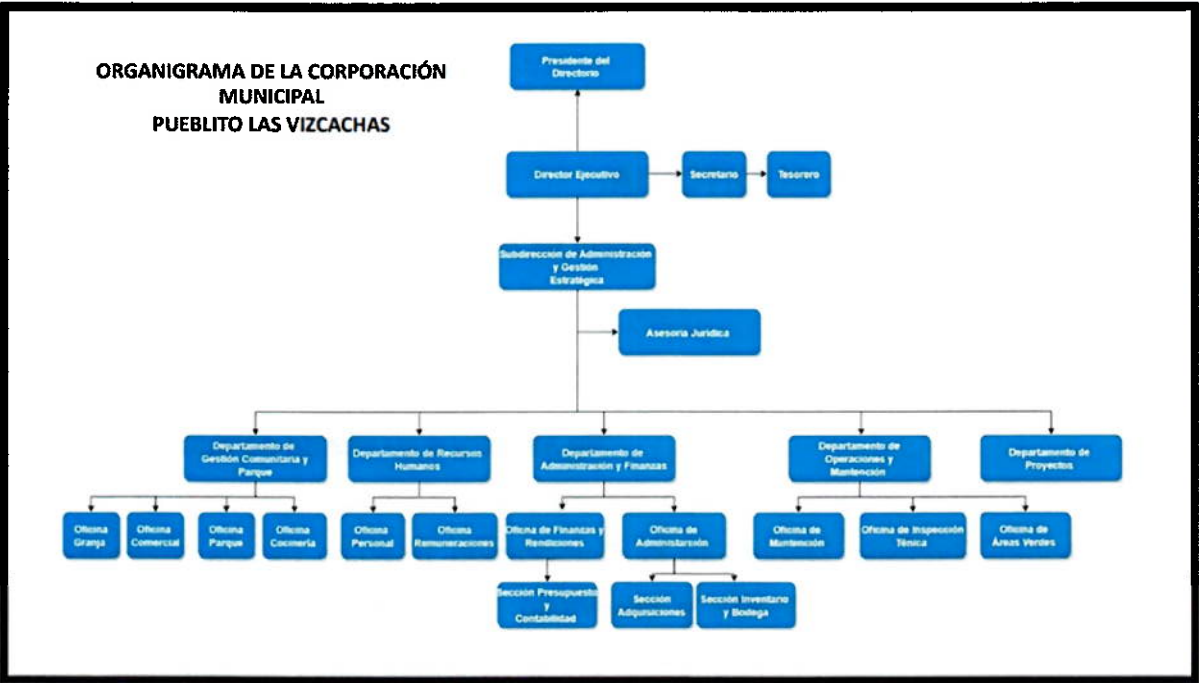 ORGANIGRAMA DE LA CORPORACIÓN
MUNICIPAL
PUEBLITO LAS VIZCACHAS
Presidente del
Directorio
Director Ejecutivo
Secretario
Tesorero
Subdirección de Administración
y Gestión
Estratégica
Asesoría Jurídica
Departamento de
Gestión Comunitaria y
Parque
Departamento de Recursos
Humanos
Departamento de
Administración y Finanzas
Departamento de
Operaciones y
Mantención
Departamento de
Proyectos
Oficina
Granja
Oficina
Comercial
Oficina
Parque
Oficina
Cocinería
Oficina
Personal
Oficina
Remuneraciones
Oficina de Finanzas y
Rendiciones
Oficina de
Administarsión
Oficina de
Mantención
Oficina de Inspección
Ténica
Oficina de
Áreas Verdes
Sección Presupuesto
y
Contabilidad
Sección
Adquisiciones
Sección Inventario
y Bodega